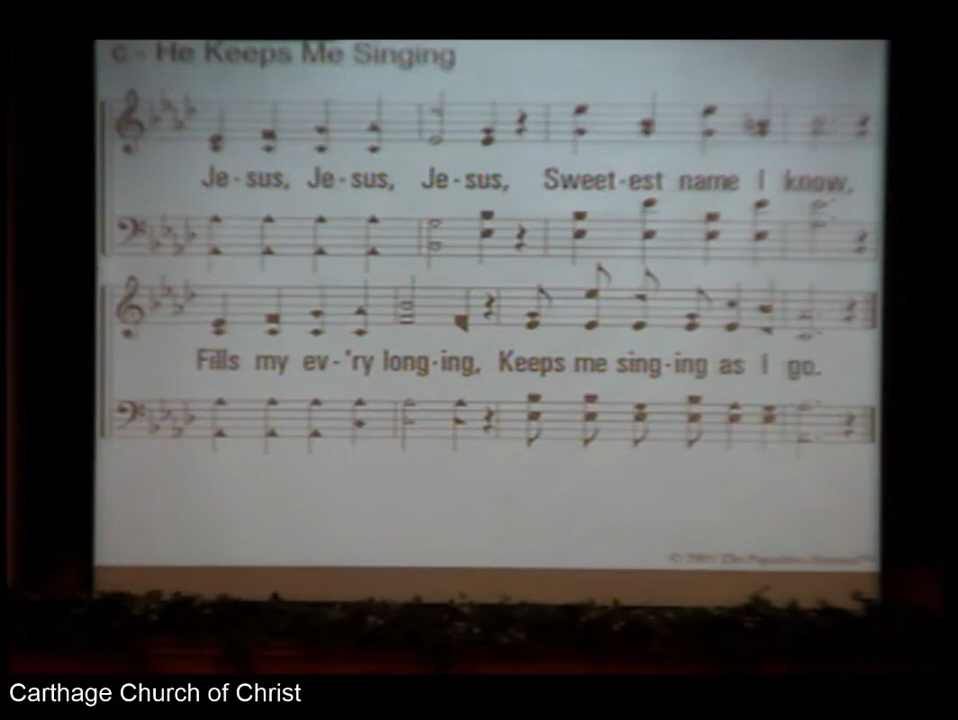 c - He Keeps Me Singing
Je - sus, Je - sus, Je - sus, Sweet - est name I know,
Fills my ev - 'ry long - ing, Keeps me sing - ing as I go.
© The
Carthage Church of Christ